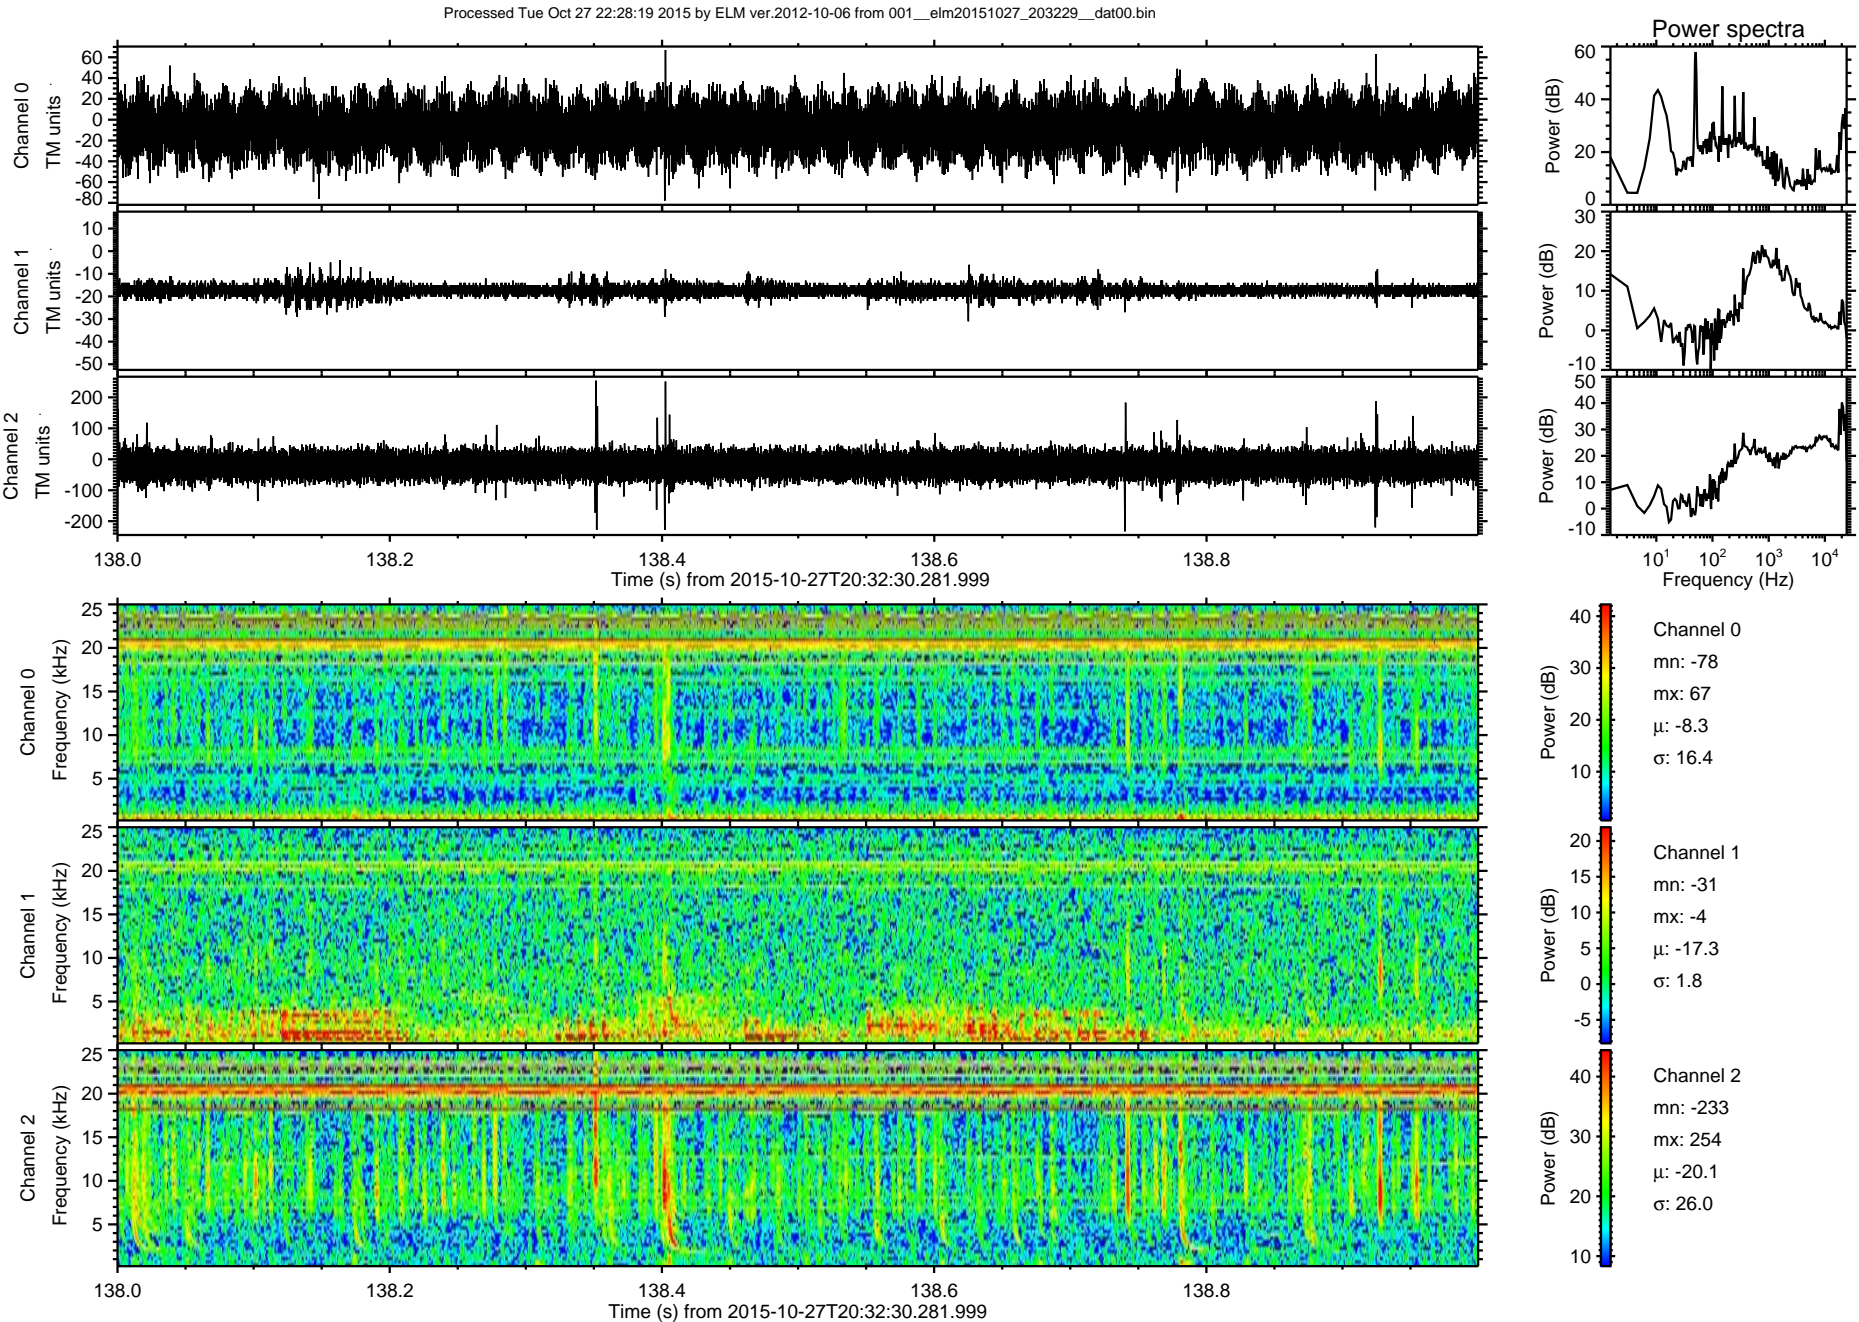 Processed Tue Oct 27 22:28:19 2015 by ELM ver.2012-10-06 from 001__elm20151027_203229__dat00.bin
Power spectra
Channel 0
TM units
60
40
20
0
-20
-40
-60
-80
Power (dB)
60
40
20
0
Channel 1
TM units
10
0
-10
-20
-30
-40
-50
Power (dB)
30
20
10
0
-10
Channel 2
TM units
200
100
0
-100
-200
Power (dB)
50
40
30
20
10
0
-10
138.0 138.2 138.4 138.6 138.8
Time (s) from 2015-10-27T20:32:30.281.999
10¹ 10² 10³ 10⁴
Frequency (Hz)
Channel 0
Frequency (kHz)
25
20
15
10
5
Power (dB)
40
30
20
10
Channel 0
mn: -78
mx: 67
μ: -8.3
σ: 16.4
Channel 1
Frequency (kHz)
25
20
15
10
5
Power (dB)
20
15
10
5
0
-5
Channel 1
mn: -31
mx: -4
μ: -17.3
σ: 1.8
Channel 2
Frequency (kHz)
25
20
15
10
5
Power (dB)
40
30
20
10
Channel 2
mn: -233
mx: 254
μ: -20.1
σ: 26.0
138.0 138.2 138.4 138.6 138.8
Time (s) from 2015-10-27T20:32:30.281.999